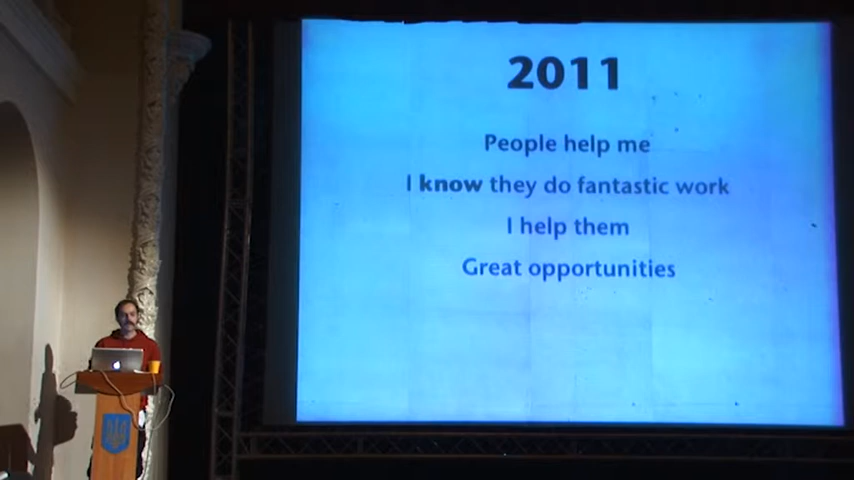 2011
People help me
I know they do fantastic work
I help them
Great opportunities